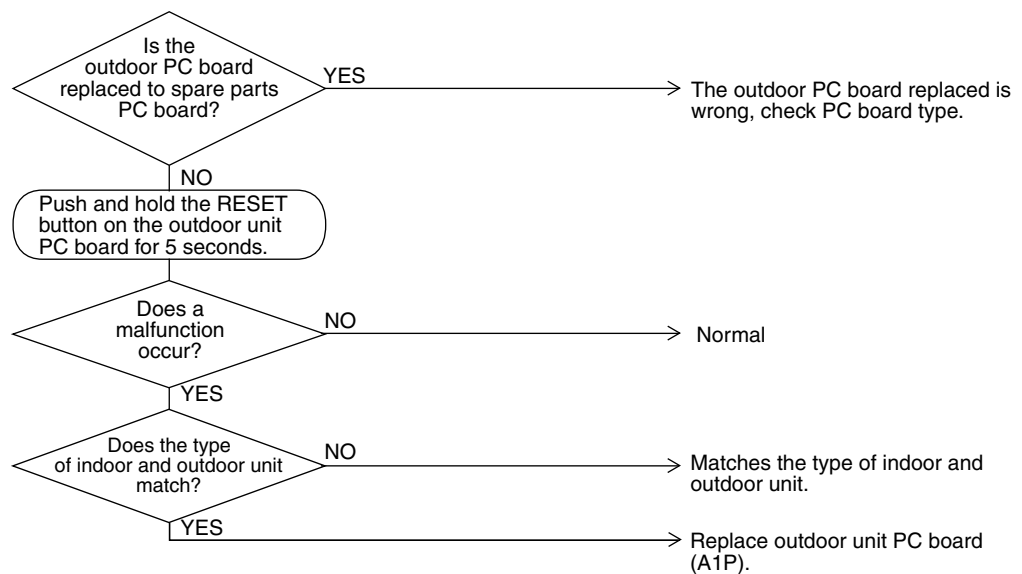 Is the
outdoor PC board
replaced to spare parts
PC board?
YES
The outdoor PC board replaced is
wrong, check PC board type.
NO
Push and hold the RESET
button on the outdoor unit
PC board for 5 seconds.
Does a
malfunction
occur?
NO
Normal
YES
Does the type
of indoor and outdoor unit
match?
NO
Matches the type of indoor and
outdoor unit.
YES
Replace outdoor unit PC board
(A1P).